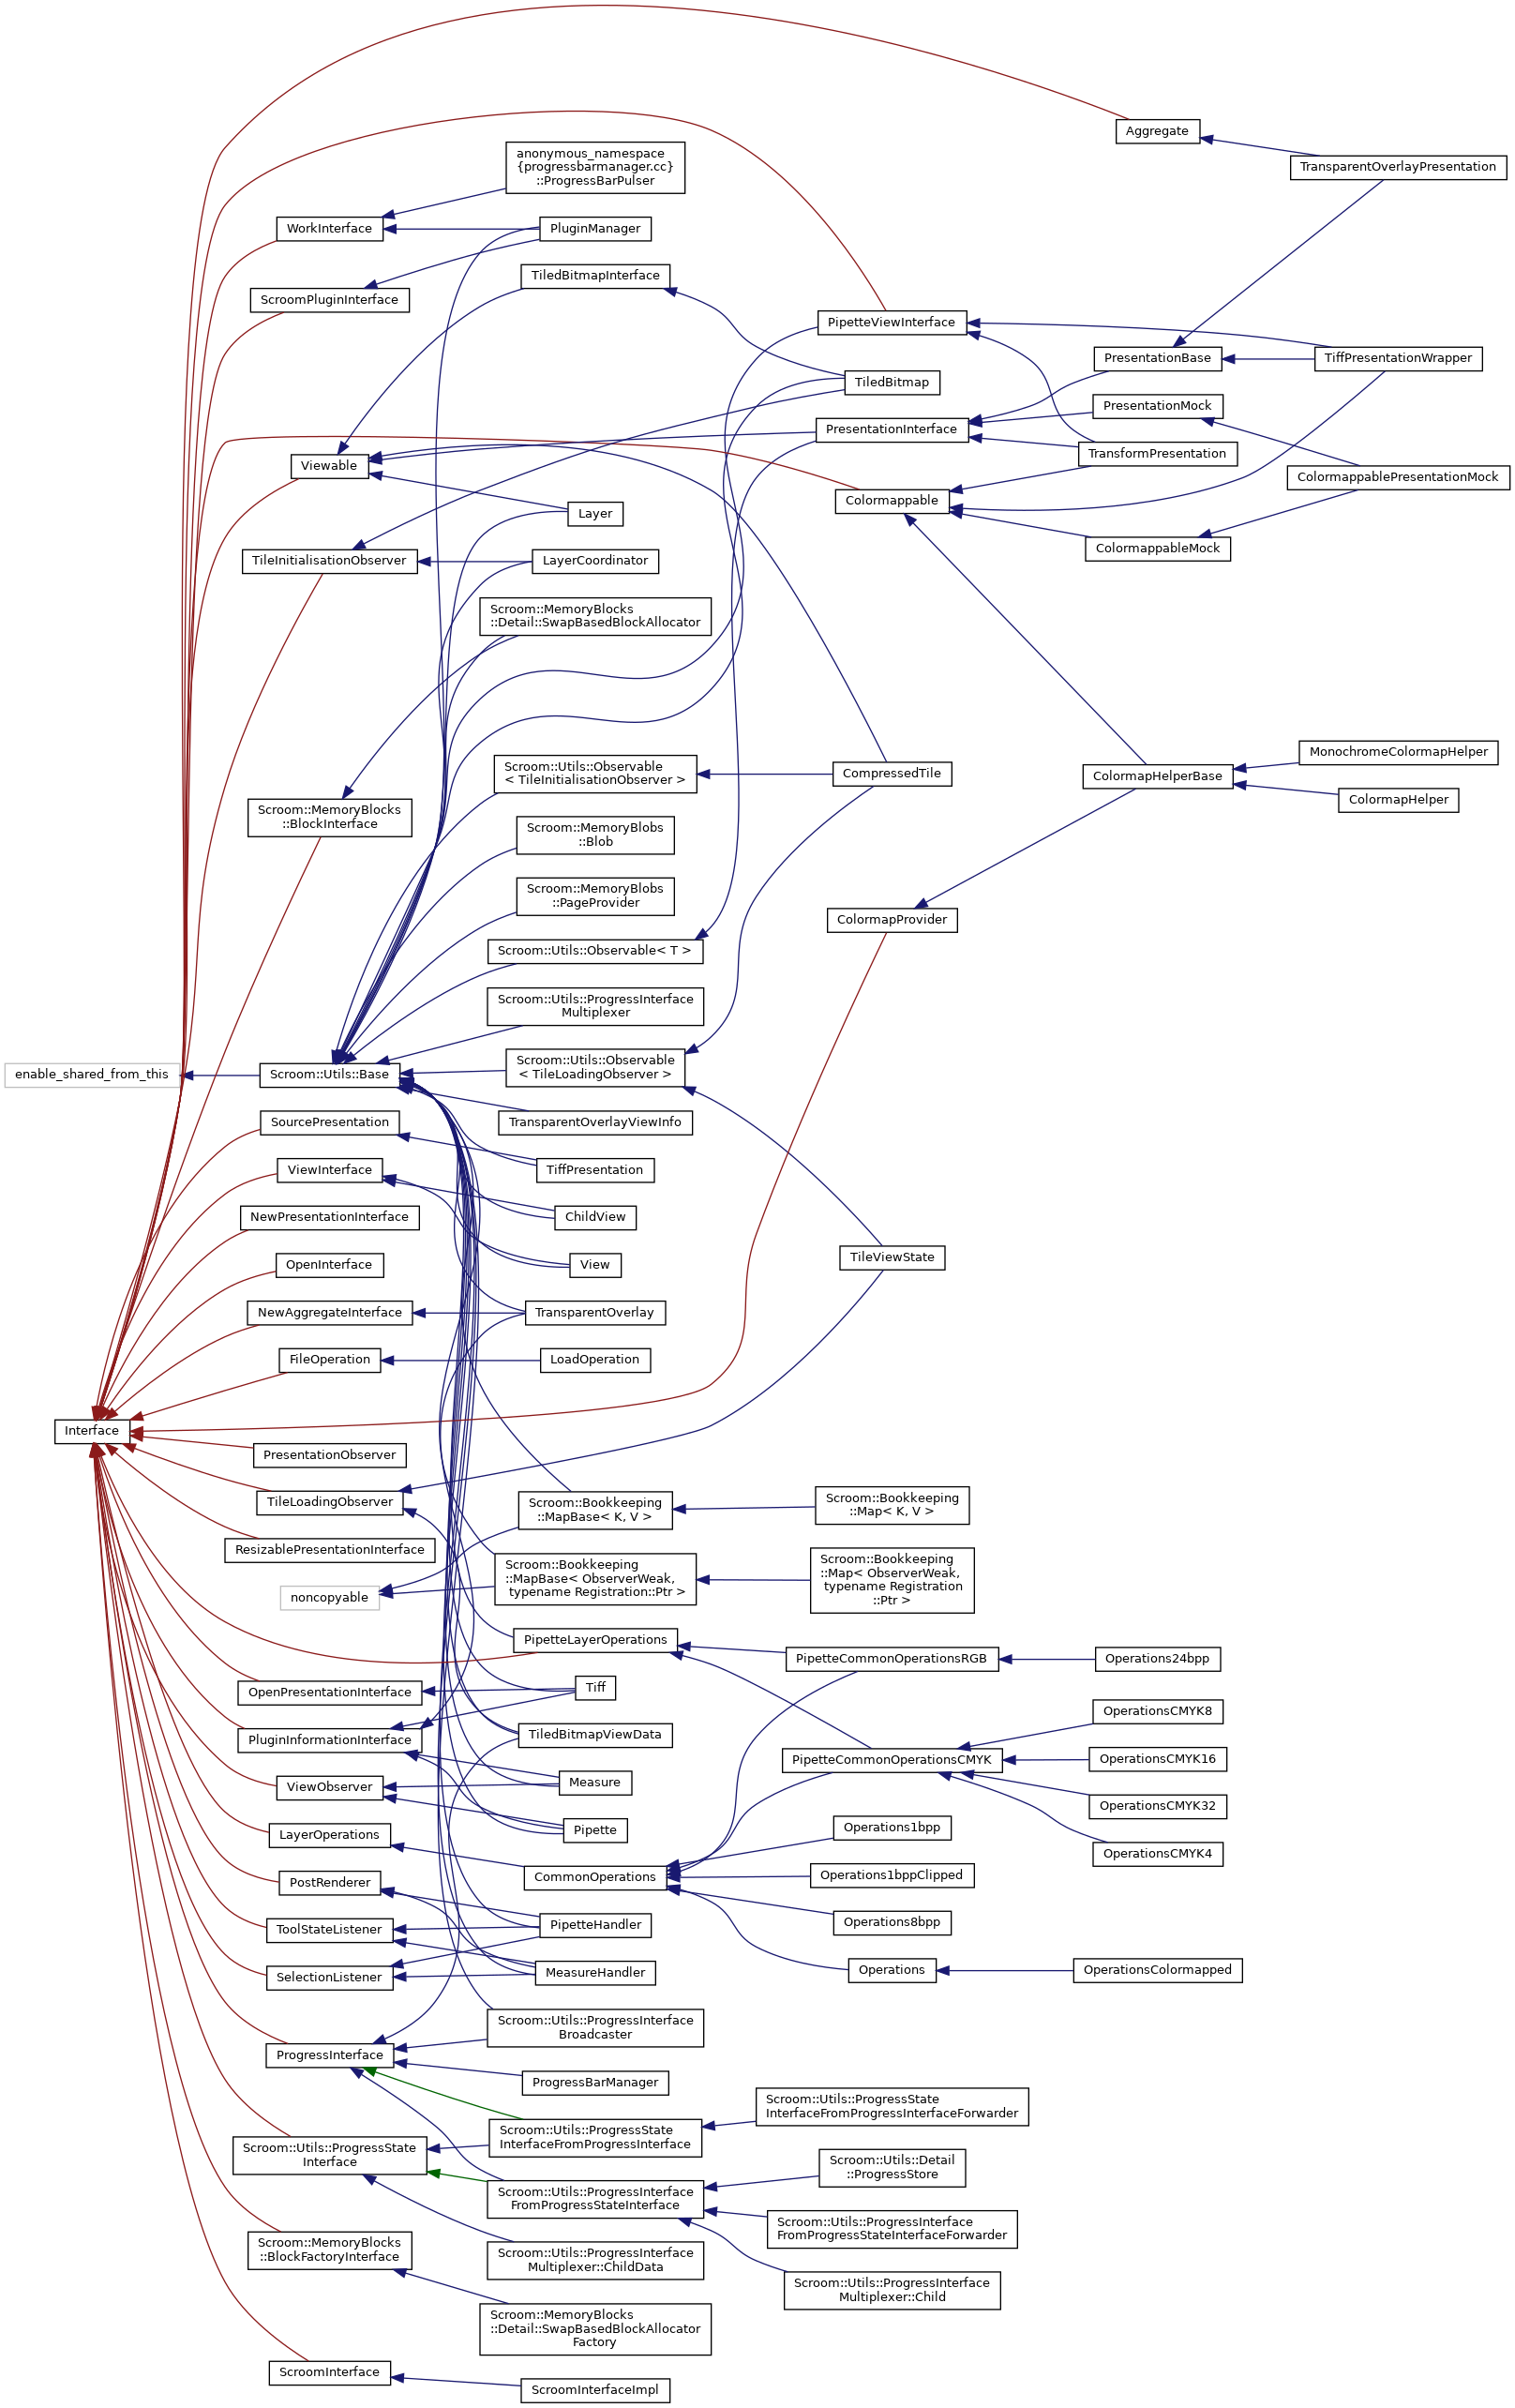 Aggregate
TransparentOverlayPresentation
anonymous_namespace
{progressbarmanager.cc}
::ProgressBarPulser
WorkInterface
PluginManager
TiledBitmapInterface
ScroomPluginInterface
PipetteViewInterface
PresentationBase
TiffPresentationWrapper
TiledBitmap
PresentationMock
PresentationInterface
TransformPresentation
Viewable
ColormappablePresentationMock
Colormappable
Layer
ColormappableMock
TileInitialisationObserver
LayerCoordinator
Scroom::MemoryBlocks
::Detail::SwapBasedBlockAllocator
MonochromeColormapHelper
Scroom::Utils::Observable
< TileInitialisationObserver >
CompressedTile
ColormapHelperBase
ColormapHelper
Scroom::MemoryBlocks
::BlockInterface
Scroom::MemoryBlobs
::Blob
Scroom::MemoryBlobs
::PageProvider
ColormapProvider
Scroom::Utils::Observable< T >
Scroom::Utils::ProgressInterface
Multiplexer
enable_shared_from_this
Scroom::Utils::Base
Scroom::Utils::Observable
< TileLoadingObserver >
SourcePresentation
TransparentOverlayViewInfo
ViewInterface
TiffPresentation
NewPresentationInterface
ChildView
OpenInterface
View
TileViewState
NewAggregateInterface
TransparentOverlay
FileOperation
LoadOperation
Interface
PresentationObserver
TileLoadingObserver
Scroom::Bookkeeping
::MapBase< K, V >
Scroom::Bookkeeping
::Map< K, V >
ResizablePresentationInterface
noncopyable
Scroom::Bookkeeping
::MapBase< ObserverWeak,
typename Registration::Ptr >
Scroom::Bookkeeping
::Map< ObserverWeak,
typename Registration
::Ptr >
PipetteLayerOperations
PipetteCommonOperationsRGB
Operations24bpp
OpenPresentationInterface
Tiff
OperationsCMYK8
PluginInformationInterface
TiledBitmapViewData
PipetteCommonOperationsCMYK
OperationsCMYK16
ViewObserver
Measure
OperationsCMYK32
LayerOperations
Pipette
Operations1bpp
OperationsCMYK4
PostRenderer
CommonOperations
Operations1bppClipped
ToolStateListener
PipetteHandler
Operations8bpp
SelectionListener
MeasureHandler
Operations
OperationsColormapped
ProgressInterface
Scroom::Utils::ProgressInterface
Broadcaster
ProgressBarManager
Scroom::Utils::ProgressState
InterfaceFromProgressInterfaceForwarder
Scroom::Utils::ProgressState
InterfaceFromProgressInterface
Scroom::Utils::ProgressState
Interface
Scroom::Utils::Detail
::ProgressStore
Scroom::Utils::ProgressInterface
FromProgressStateInterface
Scroom::Utils::ProgressInterface
FromProgressStateInterfaceForwarder
Scroom::MemoryBlocks
::BlockFactoryInterface
Scroom::Utils::ProgressInterface
Multiplexer::ChildData
Scroom::Utils::ProgressInterface
Multiplexer::Child
Scroom::MemoryBlocks
::Detail::SwapBasedBlockAllocator
Factory
ScroomInterface
ScroomInterfaceImpl